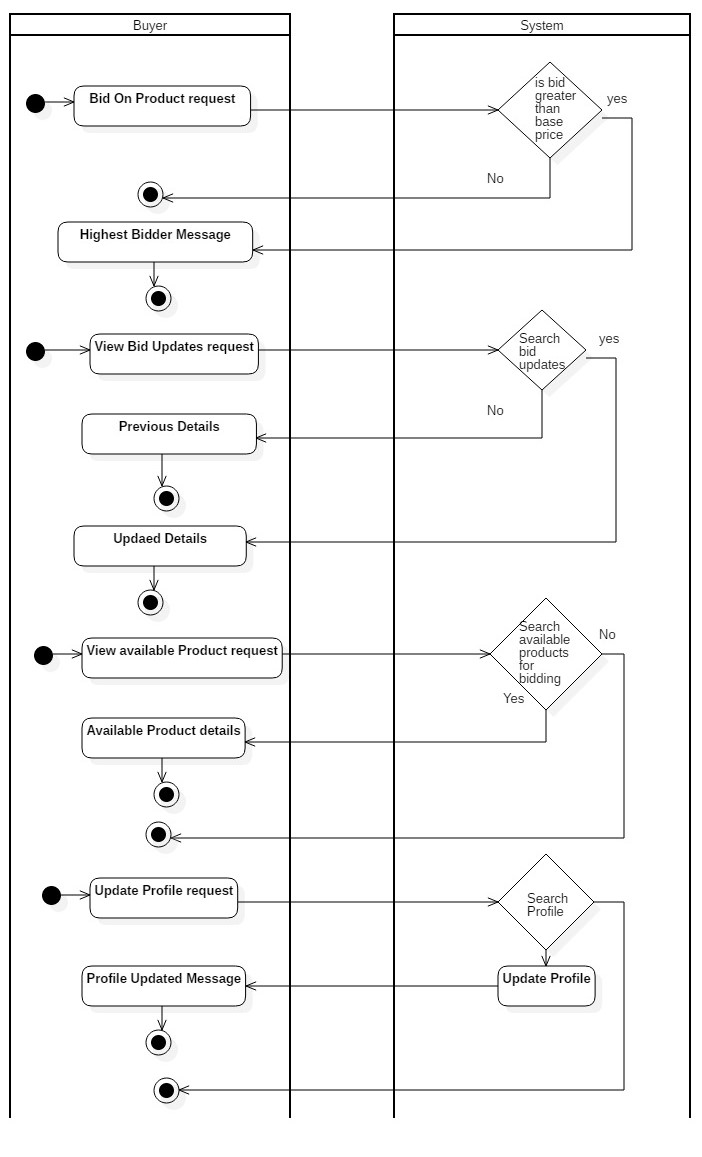 Buyer
System
Bid On Product request
is bid
greater
than
base
price
yes
No
Highest Bidder Message
View Bid Updates request
Search
bid
updates
yes
No
Previous Details
Updaed Details
View available Product request
Search
available
products
for
bidding
No
Yes
Available Product details
Update Profile request
Search
Profile
Profile Updated Message
Update Profile